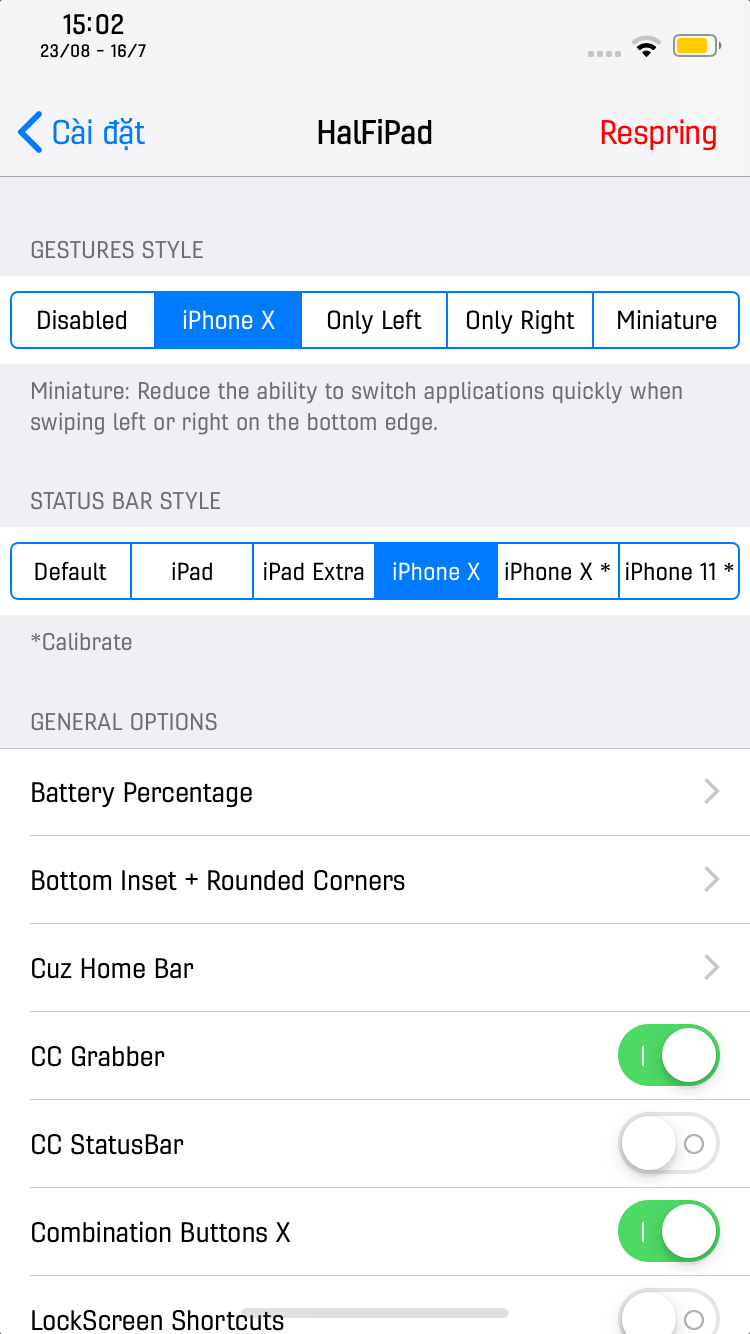 15:02
23/08 - 16/7
Cài đặt
HalFiPad
Respring
GESTURES STYLE
Disabled
iPhone X
Only Left
Only Right
Miniature
Miniature: Reduce the ability to switch applications quickly when
swiping left or right on the bottom edge.
STATUS BAR STYLE
Default
iPad
iPad Extra
iPhone X
iPhone X *
iPhone 11 *
*Calibrate
GENERAL OPTIONS
Battery Percentage
Bottom Inset + Rounded Corners
Cuz Home Bar
CC Grabber
CC StatusBar
Combination Buttons X
LockScreen Shortcuts